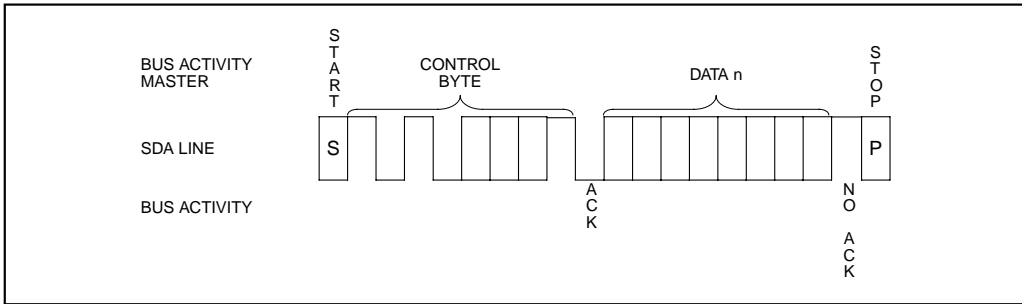 BUS ACTIVITY
MASTER
START
CONTROL
BYTE
DATA n
STOP
SDA LINE
S
P
BUS ACTIVITY
ACK
NO ACK